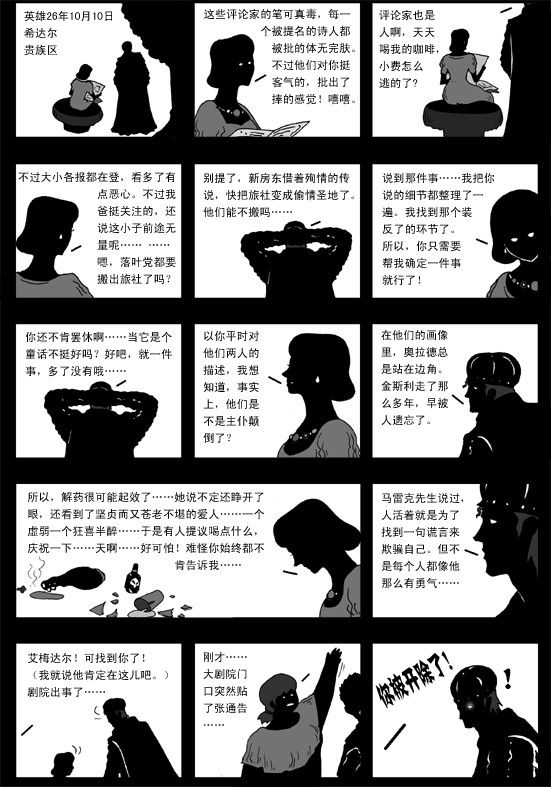 英雄26年10月10日
希达尔
贵族区
这些评论家的笔可真毒，每一
个被提名的诗人都
被批的体无完肤。
不过他们对你挺
客气的，批出了
捧的感觉！嘻嘻。
评论家也是
人啊，天天
喝我的咖啡，
小费怎么
逃的了？
不过大小各报都在登，看多了有
点恶心。不过我
爸挺关注的，还
说这小子前途无
量呢…… ……
嗯，落叶党都要
搬出旅社了吗？
别提了，新房东借着殉情的传
说，快把旅社变成偷情圣地了。
他们能不搬吗……
说到那件事……我把你
说的细节都整理了一
遍。我找到那个装
反了的环节了。
所以，你只需要
帮我确定一件事
就行了！
你还不肯罢休啊……当它是个
童话不挺好吗？好吧，就一件
事，多了没有哦……
以你平时对
他们两人的
描述，我想
知道，事实
上，他们是
不是主仆颠
倒了？
在他们的画像
里，奥拉德总
是站在边角。
金斯利走了那
么多年，早被
人遗忘了。
所以，解药很可能起效了……她说不定还睁开了
眼，还看到了坚贞而又苍老不堪的爱人……一个
虚弱一个狂喜半醉……于是有人提议喝点什么，
庆祝一下……天啊……好可怕！难怪你始终都不
肯告诉我……
马雷克先生说过，
人活着就是为了
找到一句谎言来
欺骗自己。但不
是每个人都像他
那么有勇气……
艾梅达尔！可找到你了！
（我就说他肯定在这儿吧。）
剧院出事了……
刚才……
大剧院门
口突然贴
了张通告
……
你被开除了！
！